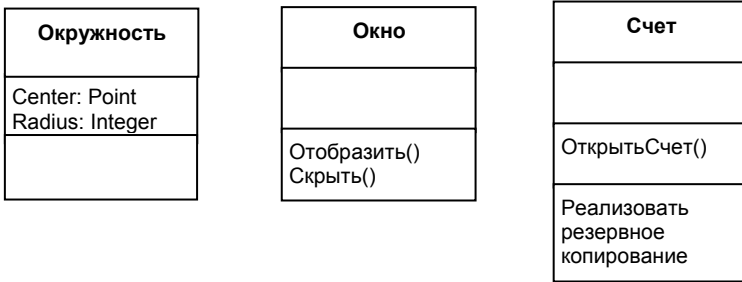 Окружность
Center: Point
Radius: Integer
Окно
Отобразить()
Скрыть()
Счет
ОткрытьСчет()
Реализовать
резервное
копирование